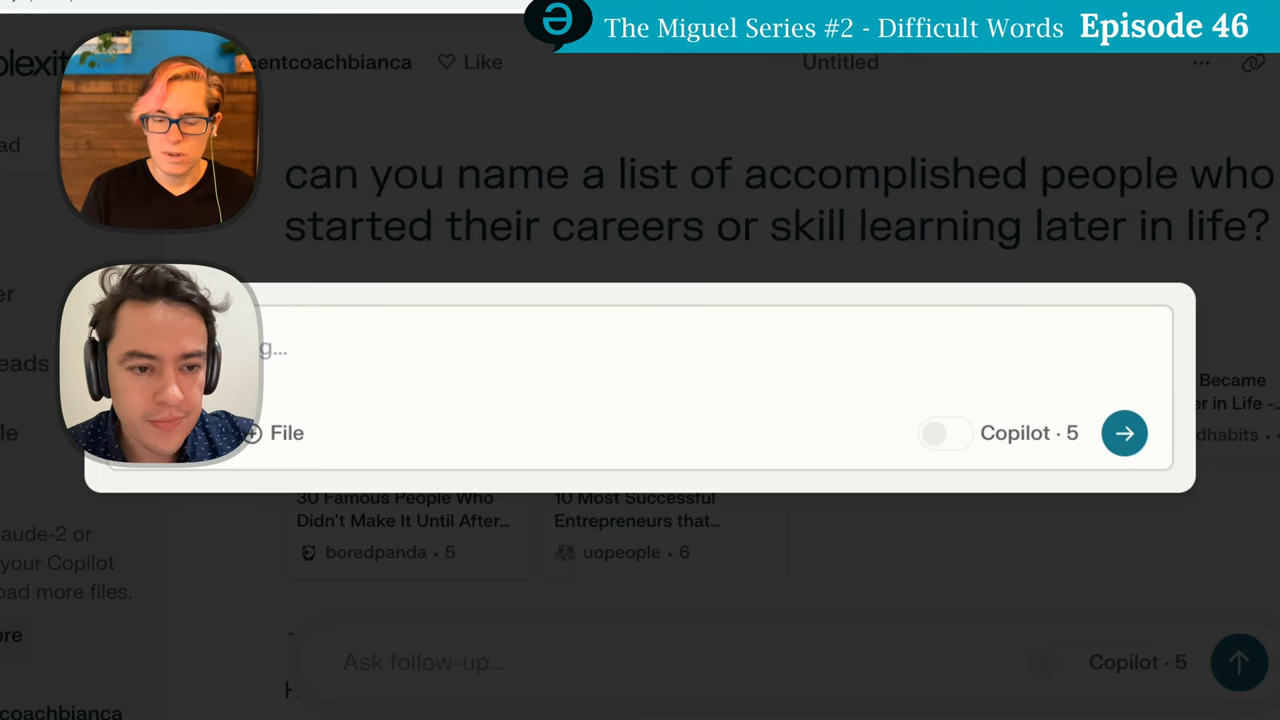 ə The Miguel Series #2 - Difficult Words Episode 46
plexit
centcoachbianca Like Untitled ...
ad
can you name a list of accomplished people who
started their careers or skill learning later in life?
er
g...
eads
Became
er in Life -...
le
File Copilot · 5
dhabits •
30 Famous People Who
Didn't Make It Until After...
boredpanda • 5
10 Most Successful
Entrepreneurs that...
uopeople • 6
aude-2 or
your Copilot
oad more files.
ore
Ask follow-up... Copilot · 5
coachbianca